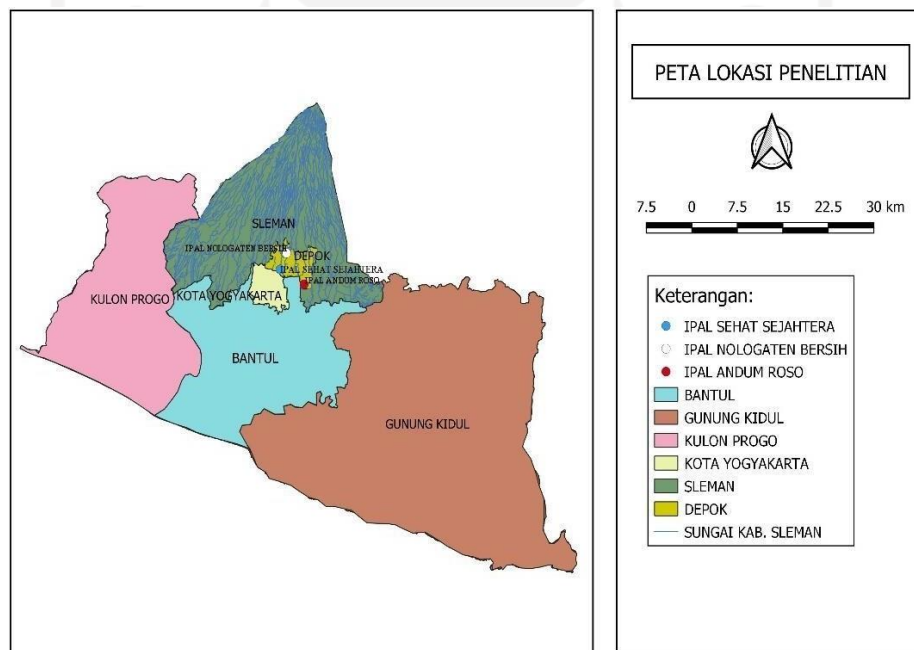 SLEMAN
IPAL NOLOGATEN BERSIH
DEPOK
IPAL SEHAT SEJAHTERA
IPAL ANDUM ROSO
KULON PROGO
KOTA YOGYAKARTA
BANTUL
GUNUNG KIDUL
PETA LOKASI PENELITIAN
7.5 0 7.5 15 22.5 30 km
Keterangan:
IPAL SEHAT SEJAHTERA
IPAL NOLOGATEN BERSIH
IPAL ANDUM ROSO
BANTUL
GUNUNG KIDUL
KULON PROGO
KOTA YOGYAKARTA
SLEMAN
DEPOK
SUNGAI KAB. SLEMAN